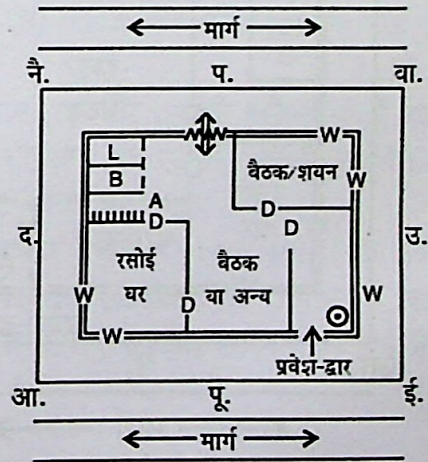 मार्ग
नै. प. वा.
W
L
बैठक/शयन
B
W
A
D
D
D
द.
उ.
रसोई
बैठक
घर
या अन्य
W
D
W
W
प्रवेश-द्वार
आ. पू. ई.
मार्ग